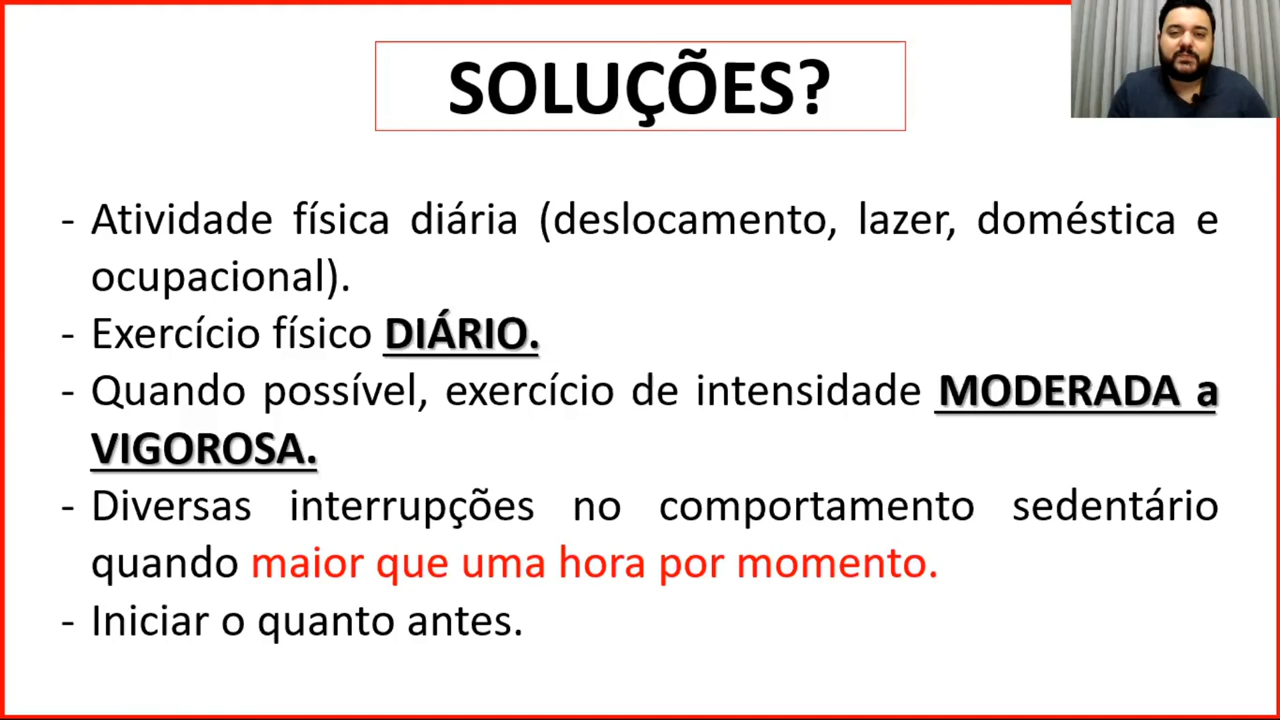 SOLUÇÕES?
- Atividade física diária (deslocamento, lazer, doméstica e
ocupacional).
- Exercício físico DIÁRIO.
- Quando possível, exercício de intensidade MODERADA a
VIGOROSA.
- Diversas interrupções no comportamento sedentário
quando maior que uma hora por momento.
- Iniciar o quanto antes.